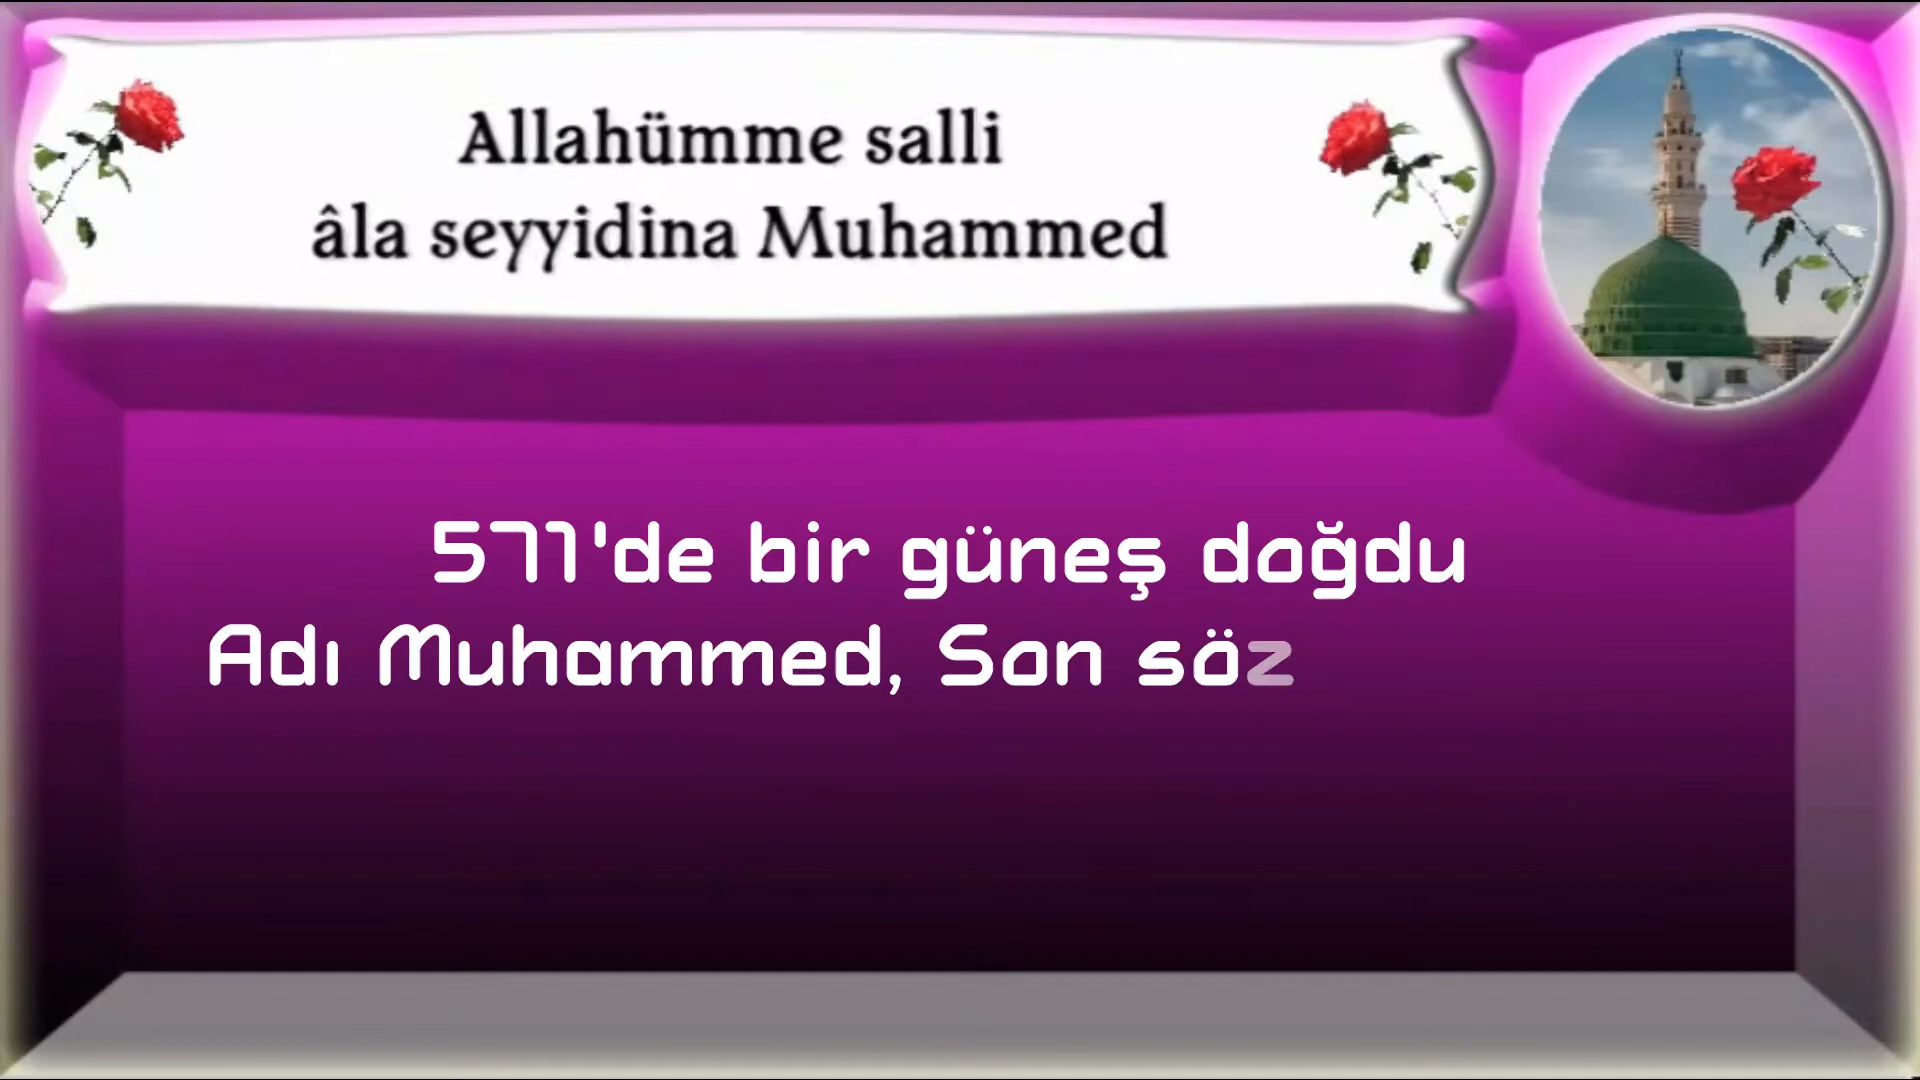 Allahümme salli
âla seyyidina Muhammed
571'de bir güneş doğdu
Adı Muhammed, Son söz